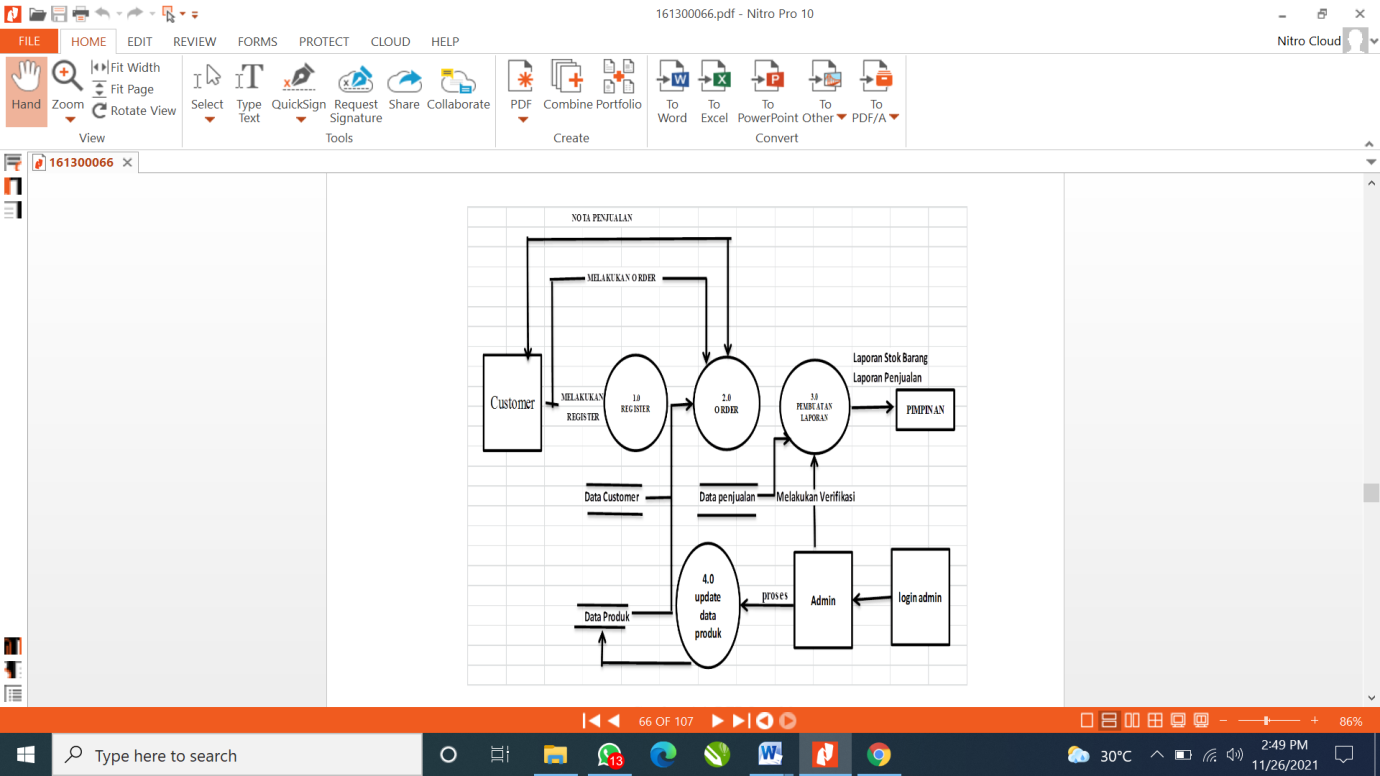 161300066.pdf - Nitro Pro 10
FILE HOME EDIT REVIEW FORMS PROTECT CLOUD HELP
Nitro Cloud
Hand
Zoom
Fit Width
Fit Page
Rotate View
View
Select
Type Text
QuickSign
Request Signature
Share
Collaborate
Tools
PDF
Combine
Portfolio
Create
To Word
To Excel
To PowerPoint
To Other
To PDF/A
Convert
161300066
NOTA PENJUALAN
MELAKUKAN ORDER
Customer
MELAKUKAN
REGISTER
1.0
REGISTER
2.0
ORDER
3.0
PEMBUATAN
LAPORAN
Laporan Stok Barang
Laporan Penjualan
PIMPINAN
Data Customer
Data penjualan
Melakukan Verifikasi
4.0
update
data
produk
proses
Admin
login admin
Data Produk
66 OF 107
86%
Type here to search
13
30°C
2:49 PM
11/26/2021